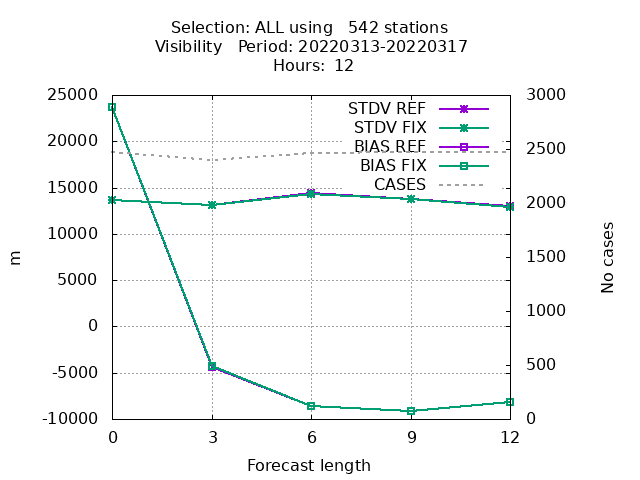 Selection: ALL using   542 stations
Visibility   Period: 20220313-20220317
Hours: 12
25000
20000
15000
10000
5000
0
-5000
-10000
m
STDV REF
STDV FIX
BIAS REF
BIAS FIX
CASES
3000
2500
2000
1500
1000
500
0
No cases
0 3 6 9 12
Forecast length